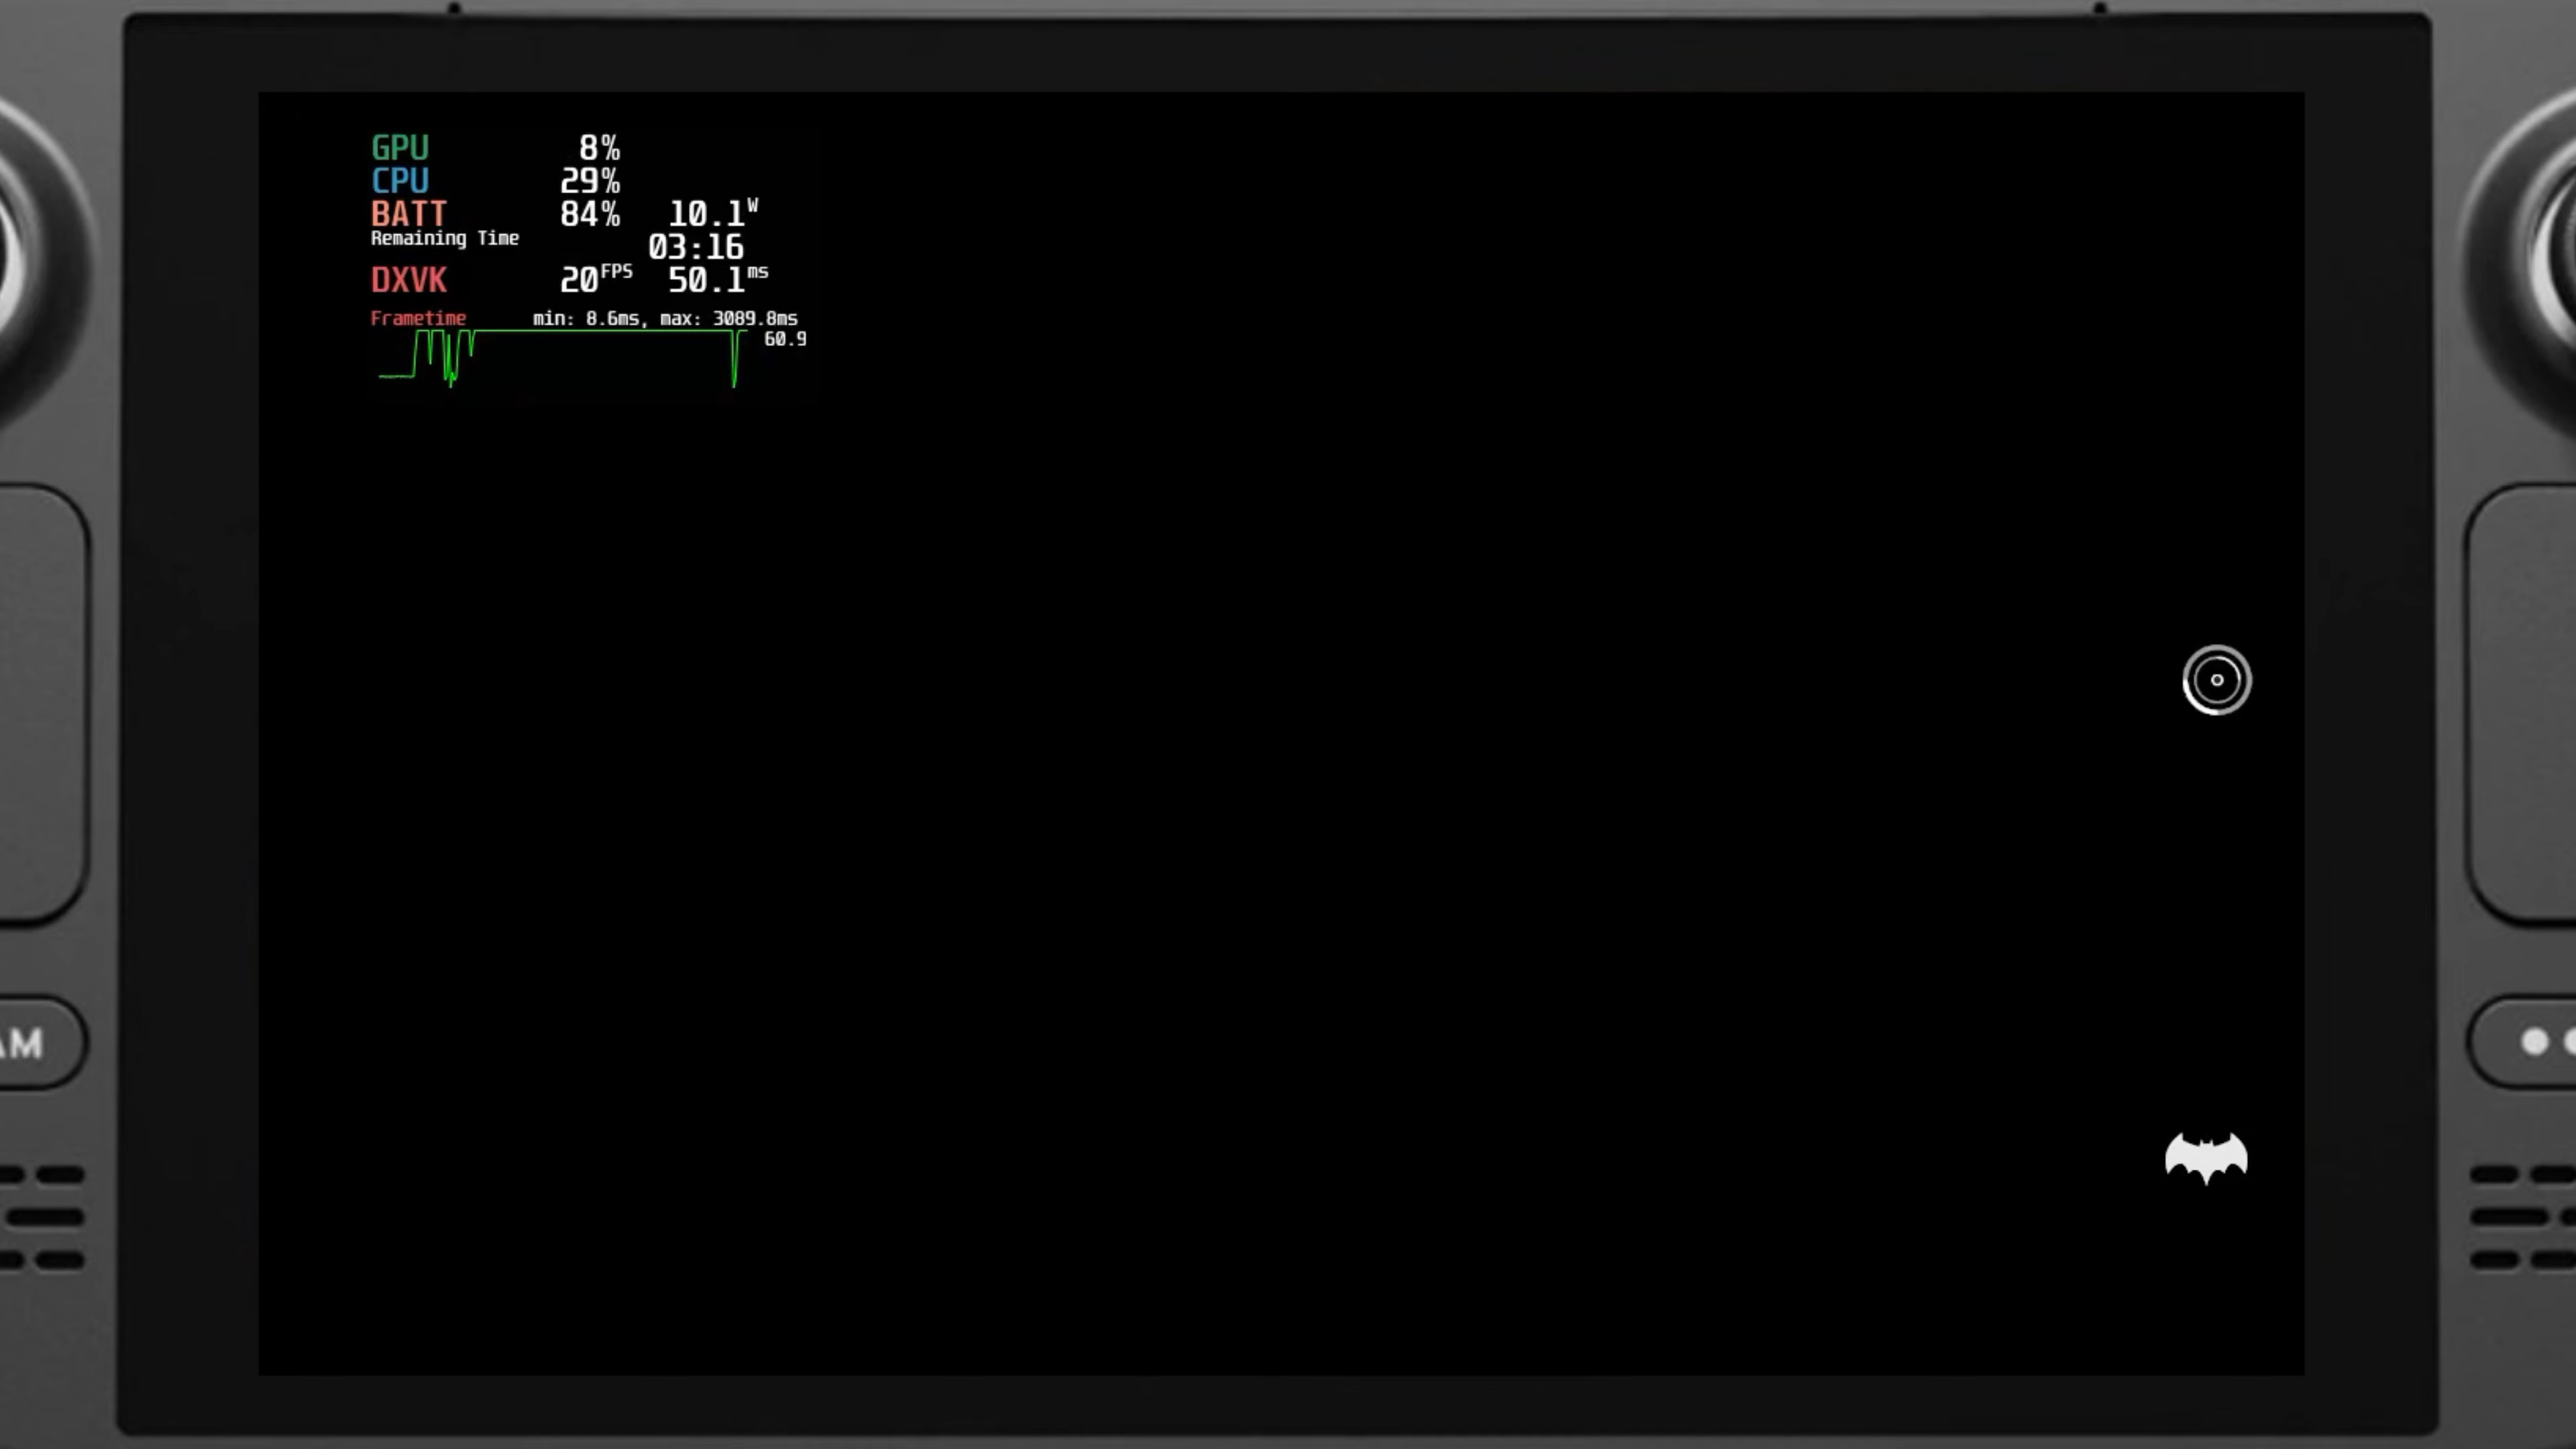 GPU 8%
CPU 29%
BATT 84% 10.1W
Remaining Time 03:16
DXVK 20FPS 50.1ms
Frametime min: 8.6ms, max: 3089.8ms
60.9
AM